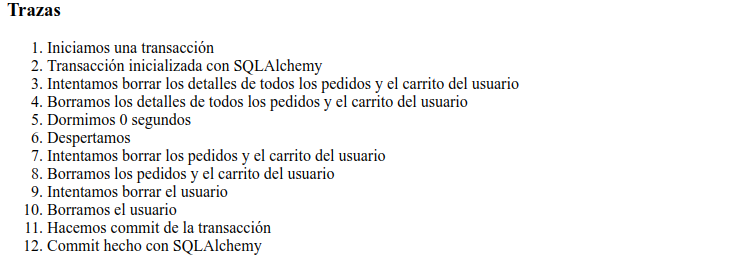 Trazas
1. Iniciamos una transacción
2. Transacción inicializada con SQLAlchemy
3. Intentamos borrar los detalles de todos los pedidos y el carrito del usuario
4. Borramos los detalles de todos los pedidos y el carrito del usuario
5. Dormimos 0 segundos
6. Despertamos
7. Intentamos borrar los pedidos y el carrito del usuario
8. Borramos los pedidos y el carrito del usuario
9. Intentamos borrar el usuario
10. Borramos el usuario
11. Hacemos commit de la transacción
12. Commit hecho con SQLAlchemy